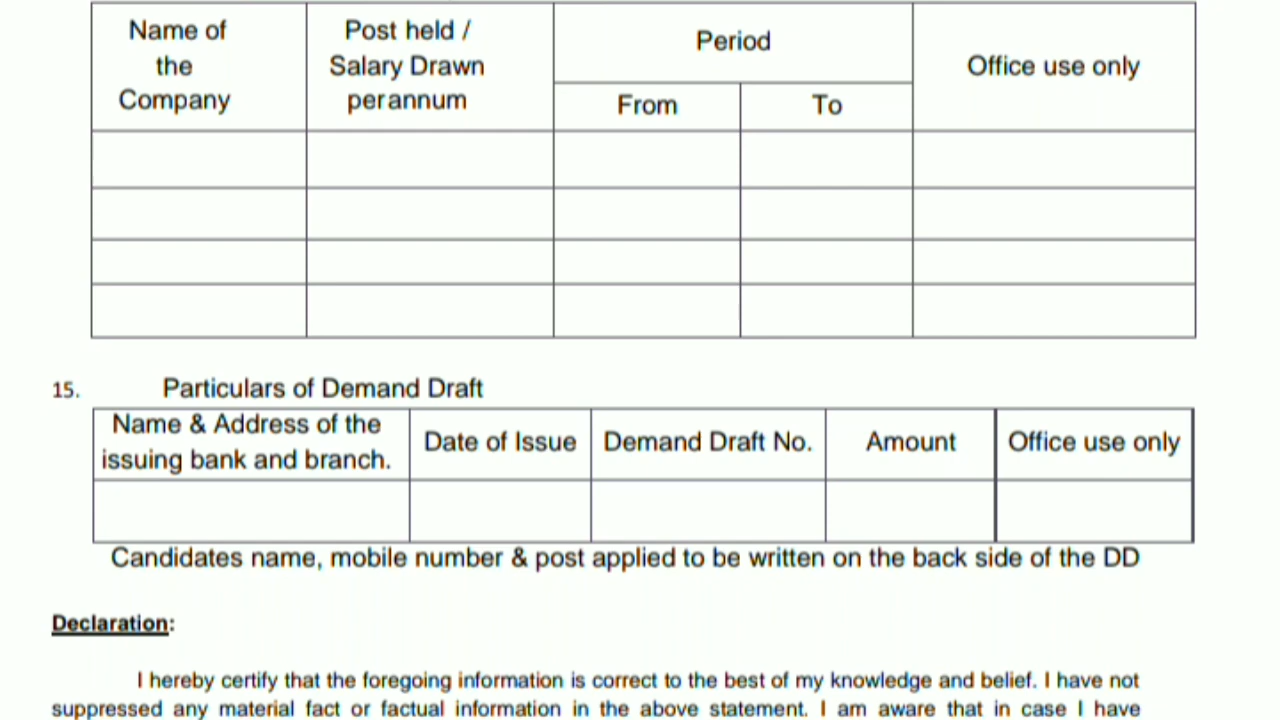 Name of
the
Company
Post held /
Salary Drawn
perannum
Period
From
To
Office use only
15. Particulars of Demand Draft
Name & Address of the
issuing bank and branch.
Date of Issue
Demand Draft No.
Amount
Office use only
Candidates name, mobile number & post applied to be written on the back side of the DD
Declaration:
I hereby certify that the foregoing information is correct to the best of my knowledge and belief. I have not
suppressed any material fact or factual information in the above statement. I am aware that in case I have